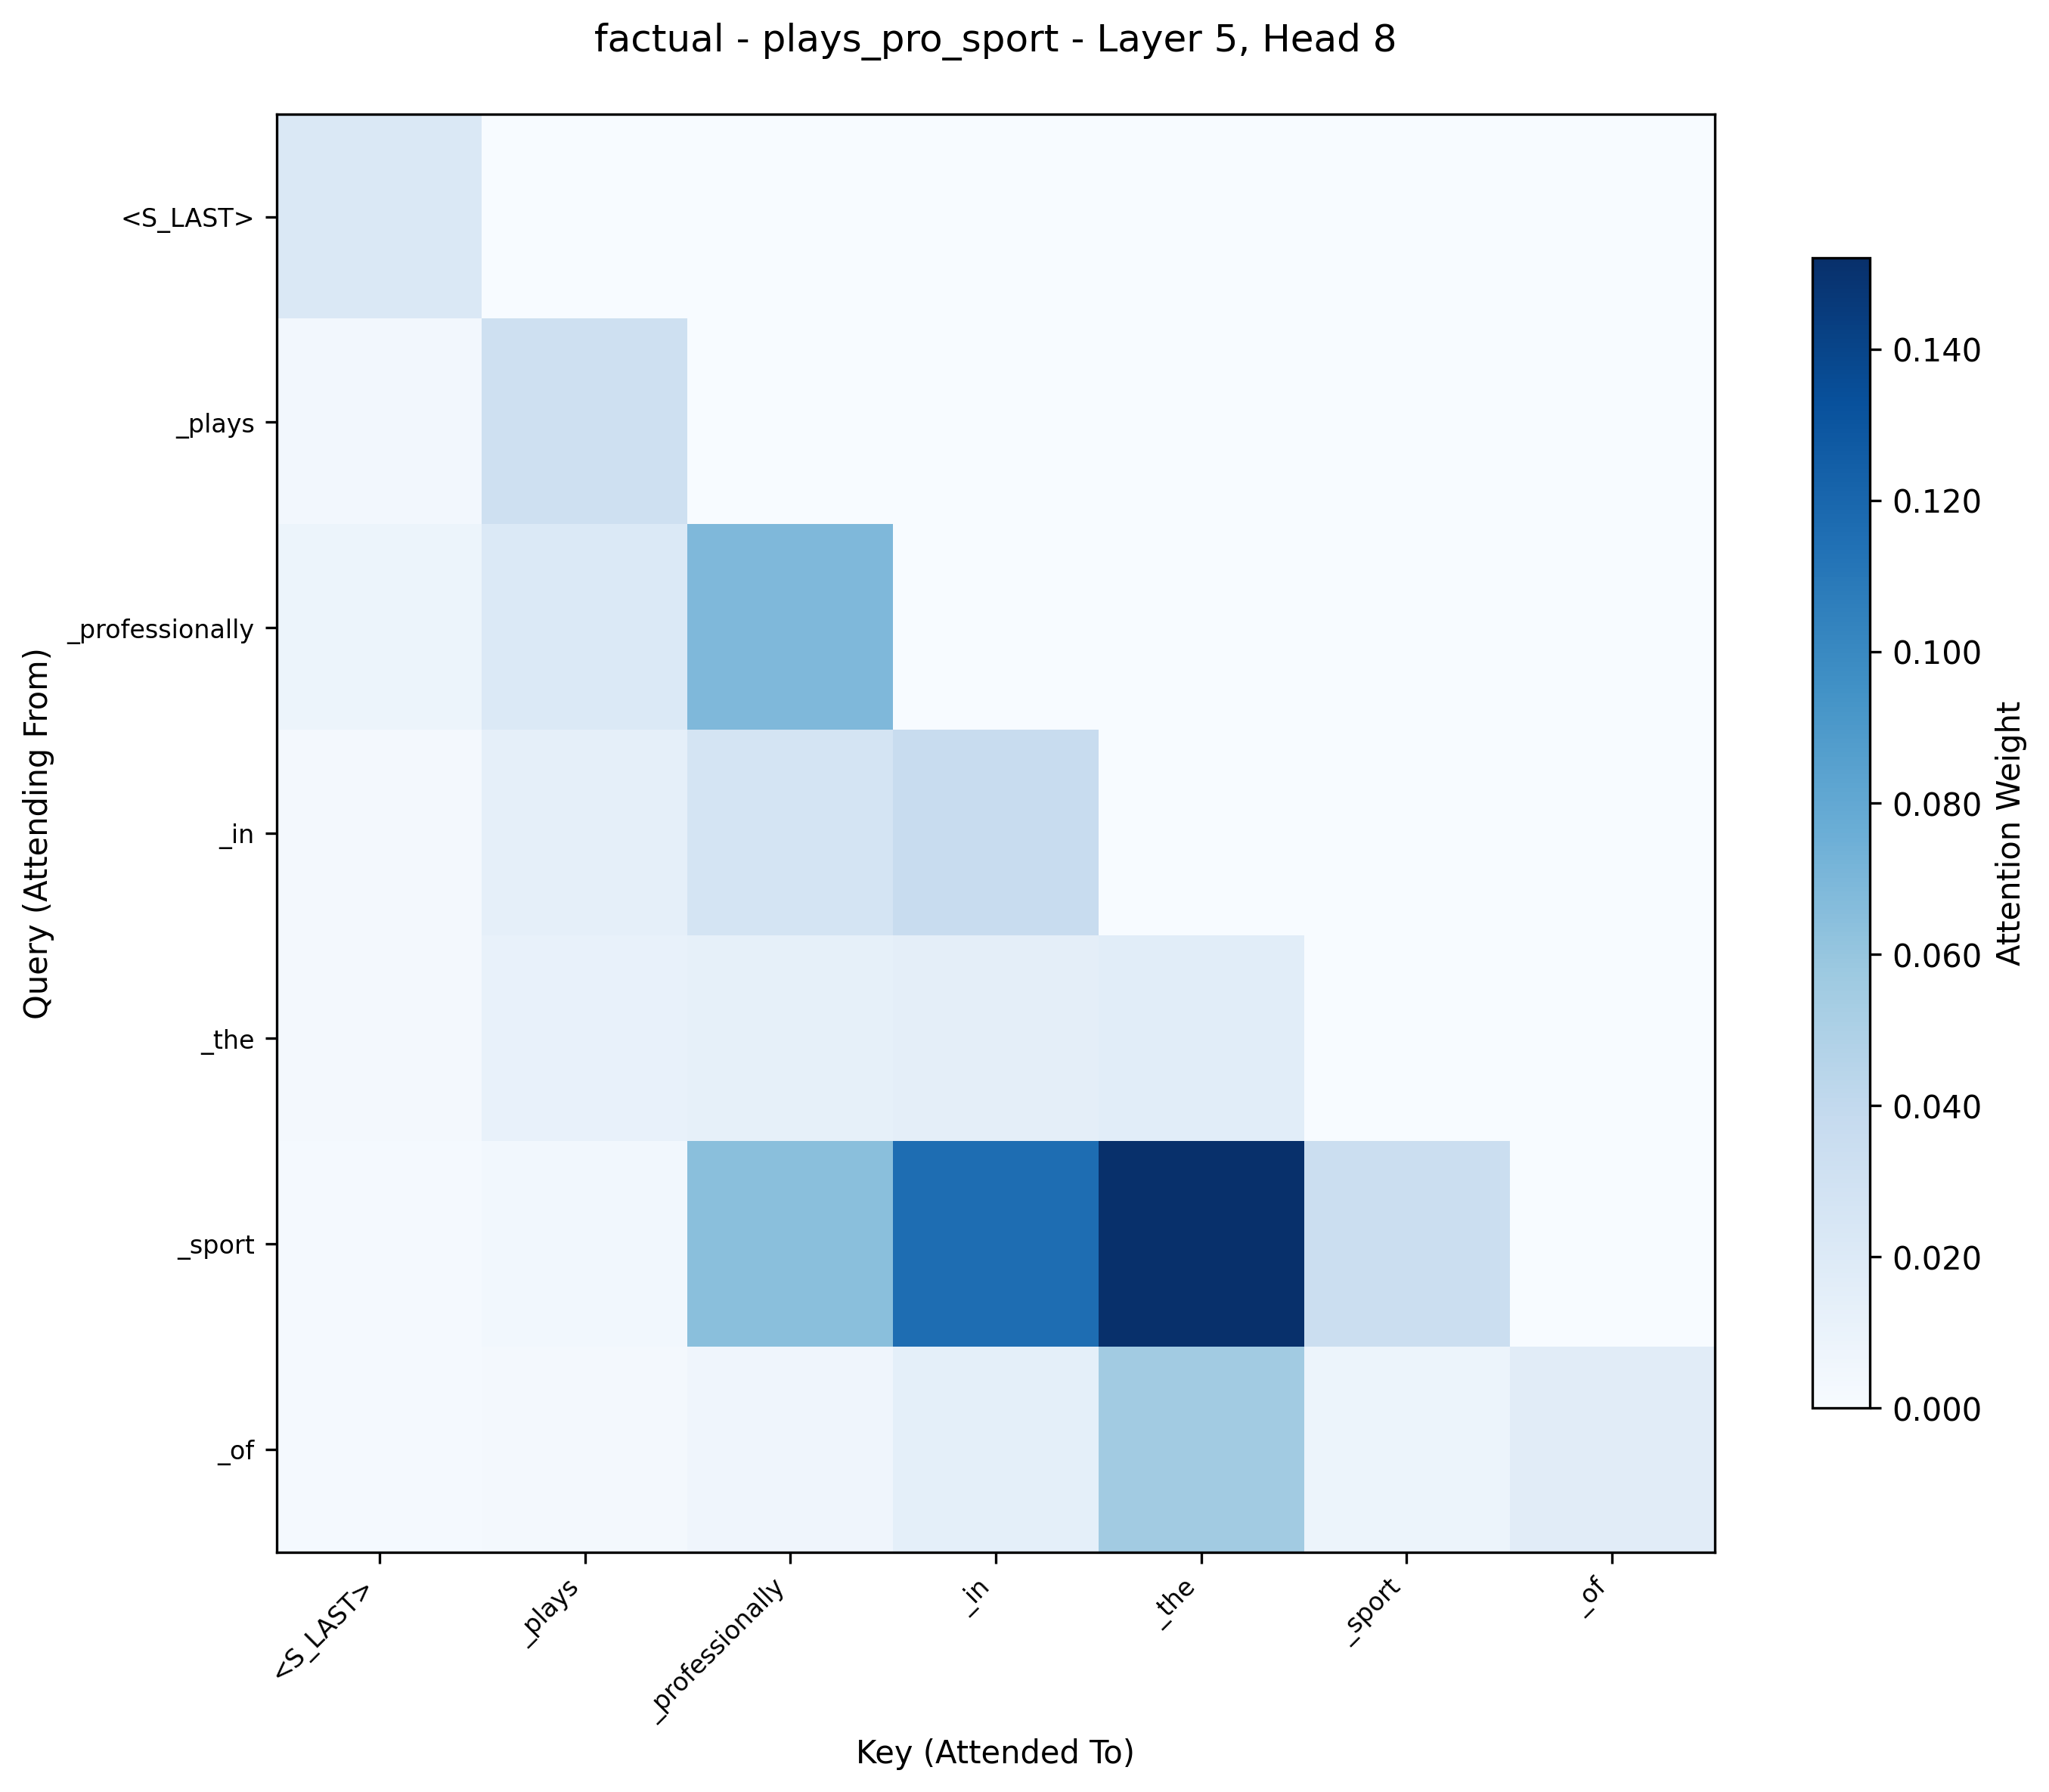 factual - plays_pro_sport - Layer 5, Head 8
Query (Attending From)
<S_LAST>
_plays
_professionally
_in
_the
_sport
_of
<S_LAST>
_plays
_professionally
_in
_the
_sport
_of
Key (Attended To)
0.140
0.120
0.100
0.080
0.060
0.040
0.020
0.000
Attention Weight